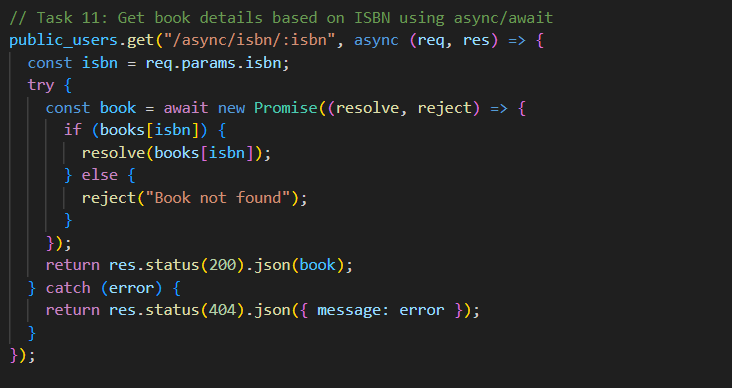 // Task 11: Get book details based on ISBN using async/await
public_users.get("/async/isbn/:isbn", async (req, res) => {
  const isbn = req.params.isbn;
  try {
    const book = await new Promise((resolve, reject) => {
      if (books[isbn]) {
        resolve(books[isbn]);
      } else {
        reject("Book not found");
      }
    });
    return res.status(200).json(book);
  } catch (error) {
    return res.status(404).json({ message: error });
  }
});